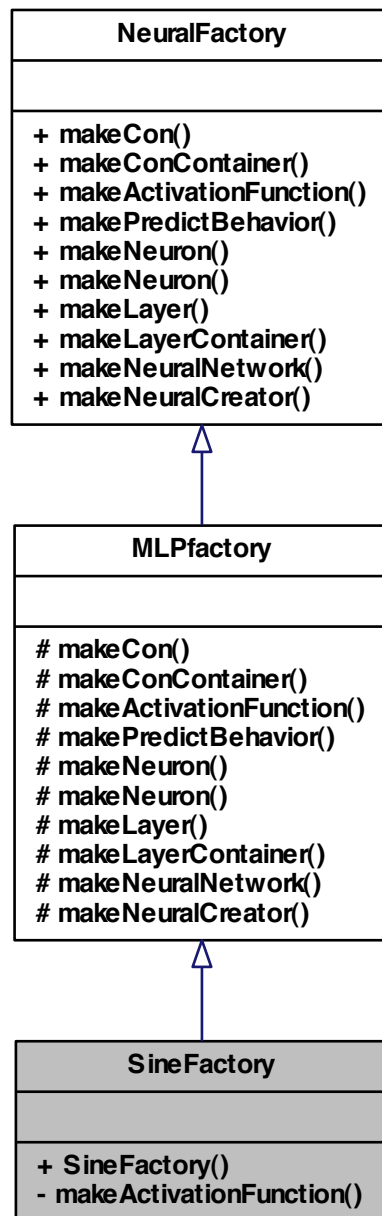 NeuralFactory
+ makeCon()
+ makeConContainer()
+ makeActivationFunction()
+ makePredictBehavior()
+ makeNeuron()
+ makeNeuron()
+ makeLayer()
+ makeLayerContainer()
+ makeNeuralNetwork()
+ makeNeuralCreator()
MLPfactory
# makeCon()
# makeConContainer()
# makeActivationFunction()
# makePredictBehavior()
# makeNeuron()
# makeNeuron()
# makeLayer()
# makeLayerContainer()
# makeNeuralNetwork()
# makeNeuralCreator()
SineFactory
+ SineFactory()
- makeActivationFunction()